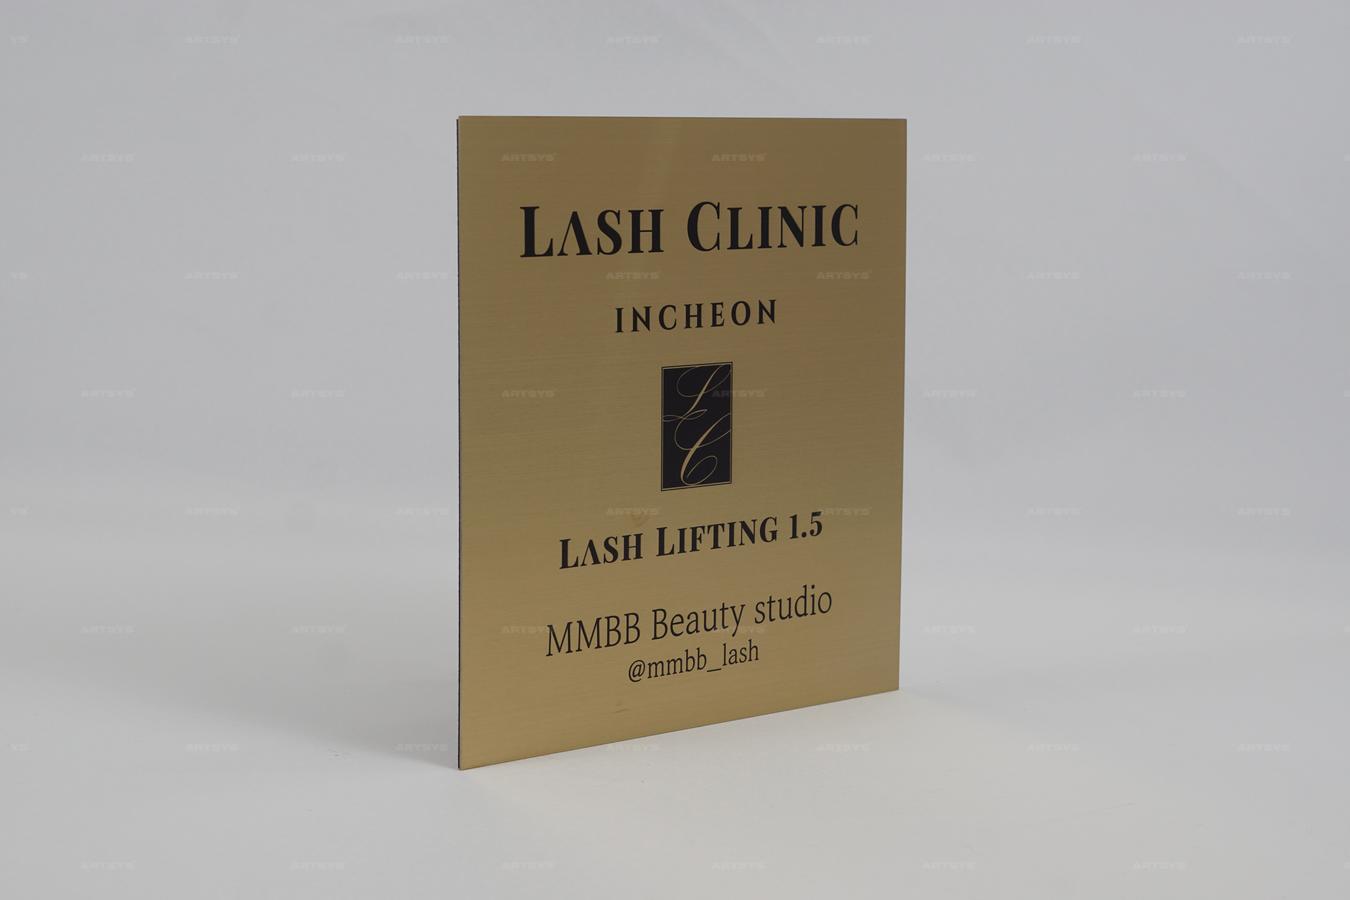 LASH CLINIC
INCHEON
LC
LASH LIFTING 1.5
MMBB Beauty studio
@mmbb_lash
ARTSYS